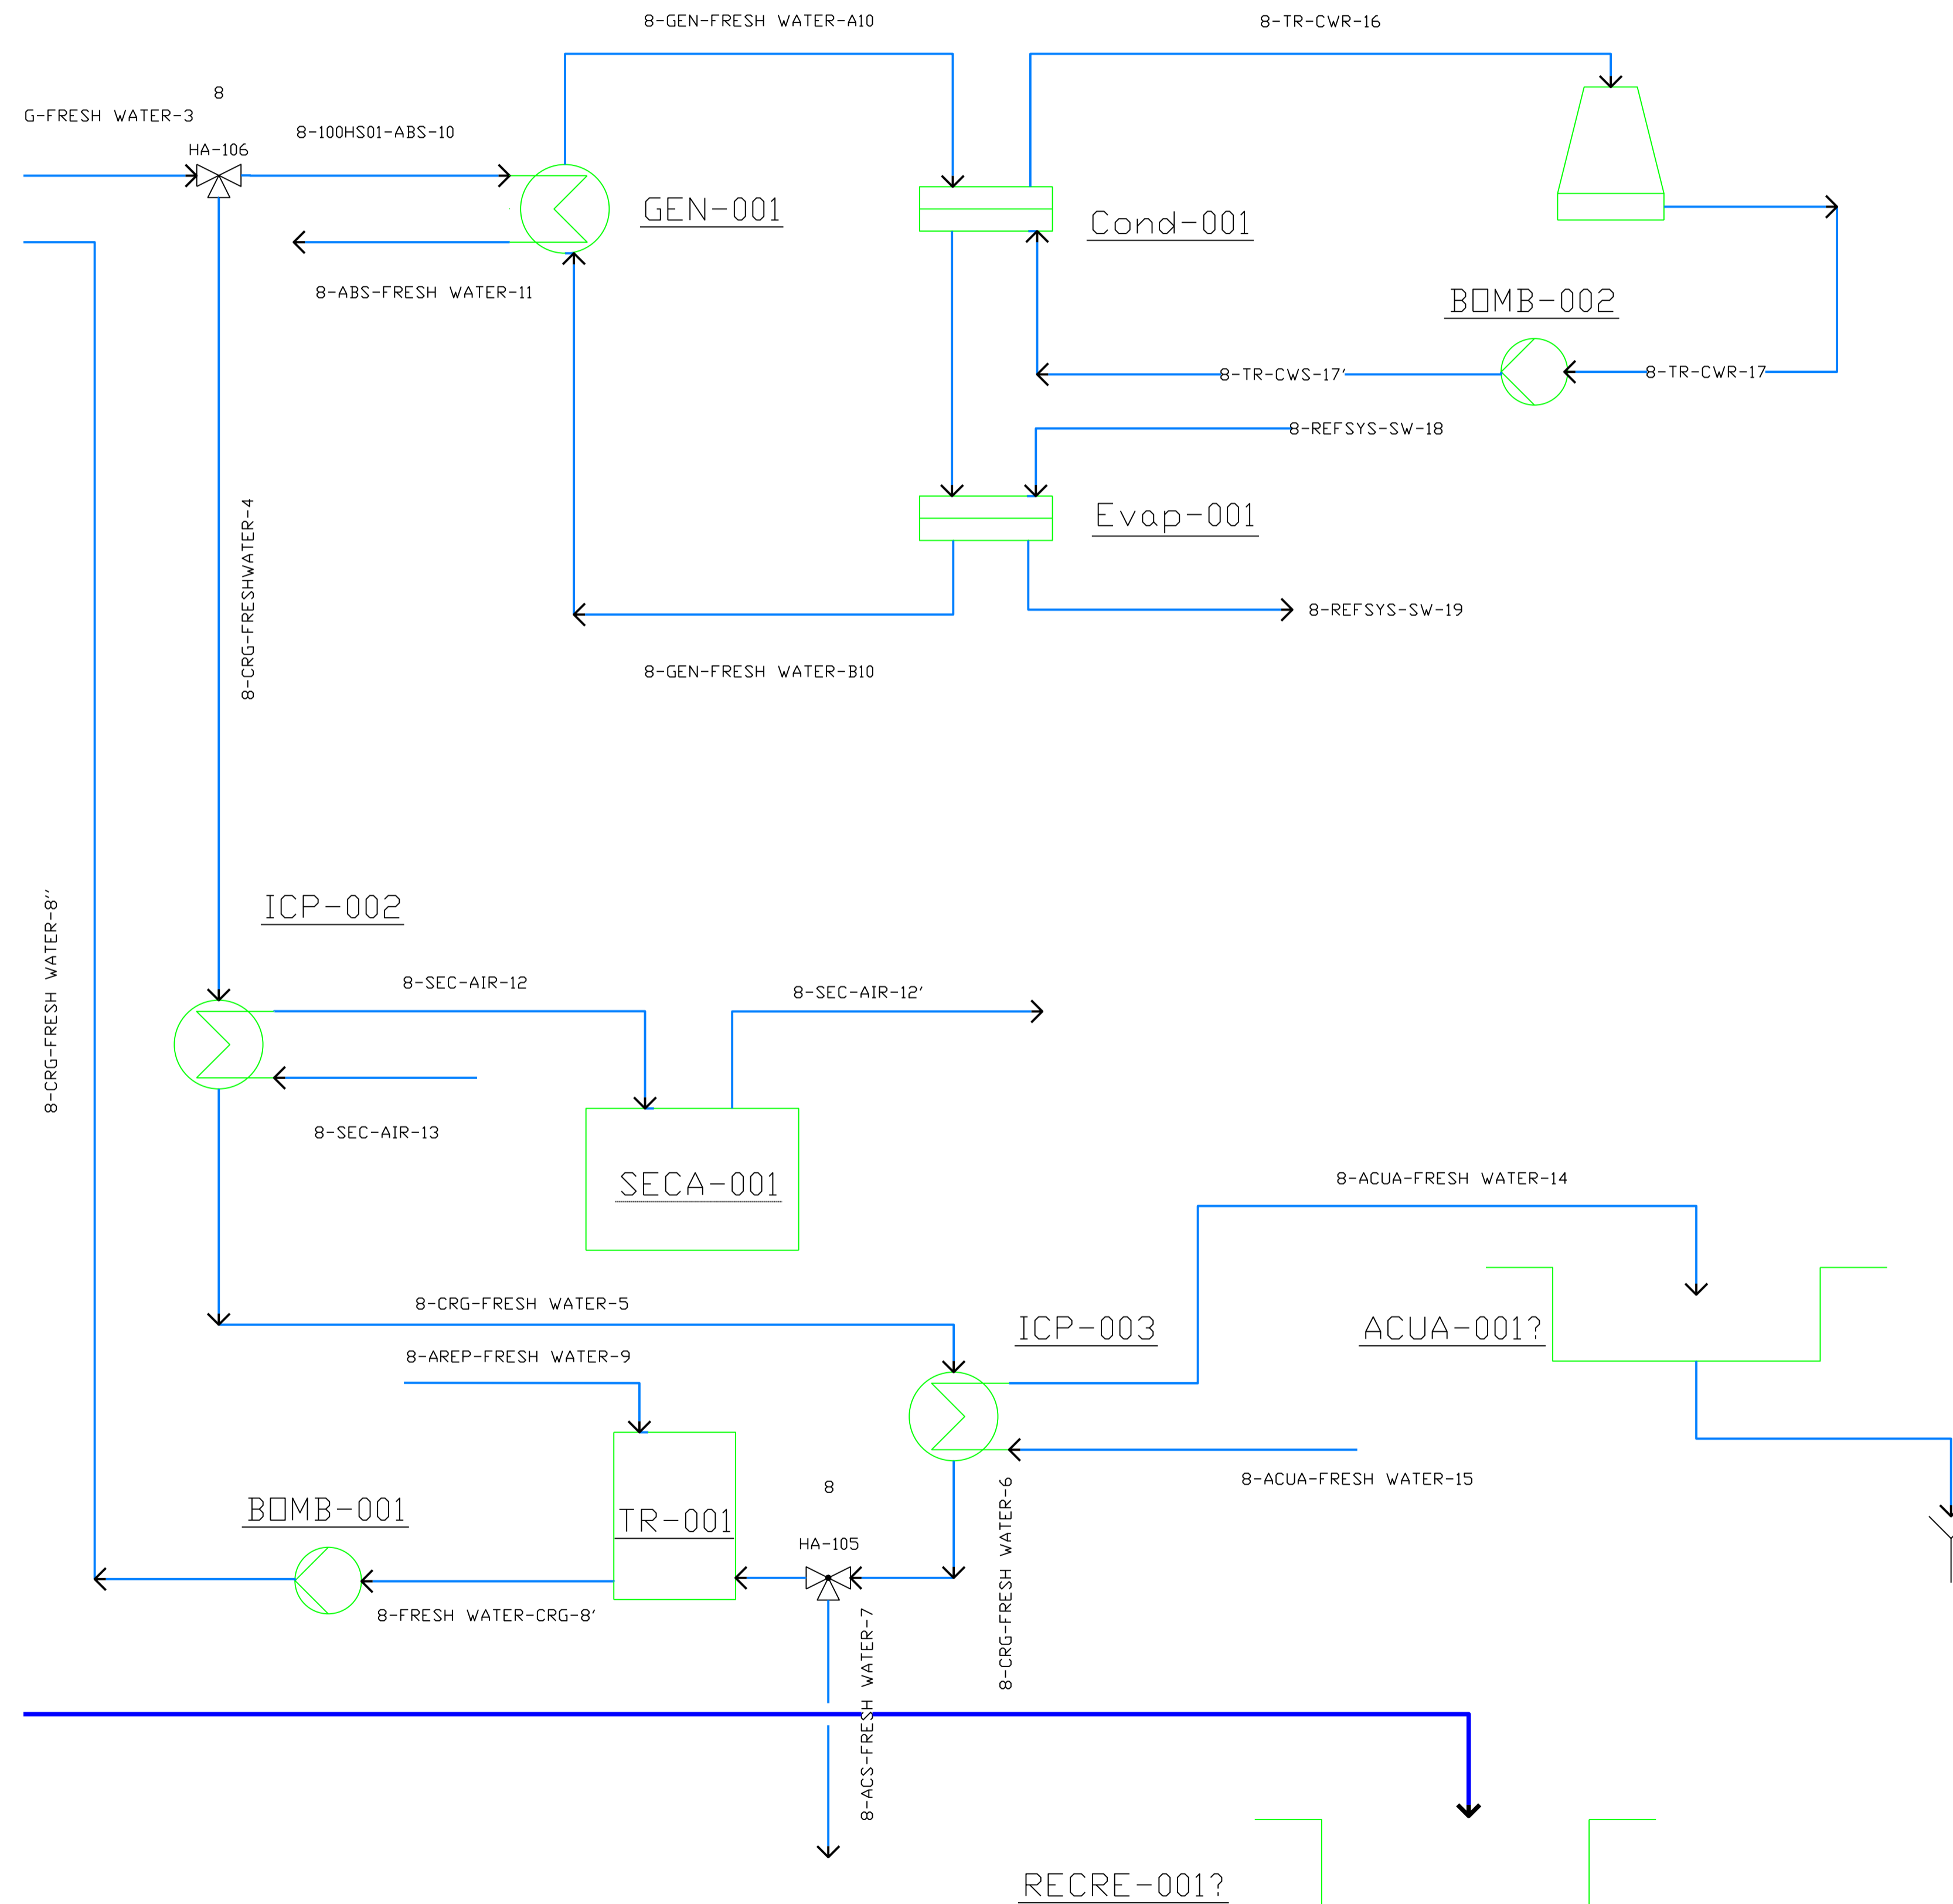 8-GEN-FRESH WATER-A10
8-TR-CWR-16
8
G-FRESH WATER-3
8-100HS01-ABS-10
HA-106
GEN-001
Cond-001
8-ABS-FRESH WATER-11
BOMB-002
8-TR-CWS-17'
8-TR-CWR-17
8-REFSYS-SW-18
8-CRG-FRESHWATER-4
Evap-001
8-REFSYS-SW-19
8-GEN-FRESH WATER-B10
ICP-002
8-CRG-FRESH WATER-8''
8-SEC-AIR-12
8-SEC-AIR-12'
8-SEC-AIR-13
SECA-001
8-ACUA-FRESH WATER-14
8-CRG-FRESH WATER-5
ICP-003
ACUA-001?
8-AREP-FRESH WATER-9
8-ACUA-FRESH WATER-15
8
BOMB-001
TR-001
HA-105
8-CRG-FRESH WATER-6
8-FRESH WATER-CRG-8'
8-ACS-FRESH WATER-7
RECRE-001?